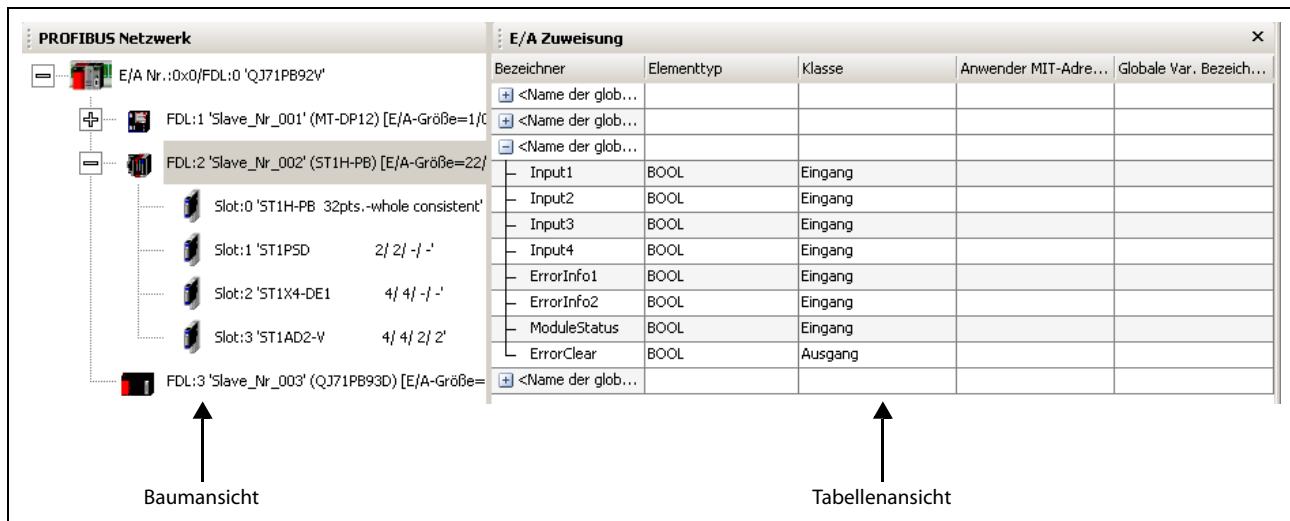 PROFIBUS Netzwerk
E/A Nr.:0x0/FDL:0 'QJ71PB92V'
FDL:1 'Slave_Nr_001' (MT-DP12) [E/A-Größe=1/0
FDL:2 'Slave_Nr_002' (ST1H-PB) [E/A-Größe=22/
Slot:0 'ST1H-PB 32pts.-whole consistent'
Slot:1 'ST1PSD 2/ 2/ -/ -'
Slot:2 'ST1X4-DE1 4/ 4/ -/ -'
Slot:3 'ST1AD2-V 4/ 4/ 2/ 2'
FDL:3 'Slave_Nr_003' (QJ71PB93D) [E/A-Größe=
E/A Zuweisung
Bezeichner Elementtyp Klasse Anwender MIT-Adre... Globale Var. Bezeich...
<Name der glob...
<Name der glob...
<Name der glob...
Input1 BOOL Eingang
Input2 BOOL Eingang
Input3 BOOL Eingang
Input4 BOOL Eingang
ErrorInfo1 BOOL Eingang
ErrorInfo2 BOOL Eingang
ModuleStatus BOOL Eingang
ErrorClear BOOL Ausgang
<Name der glob...
Baumansicht
Tabellenansicht